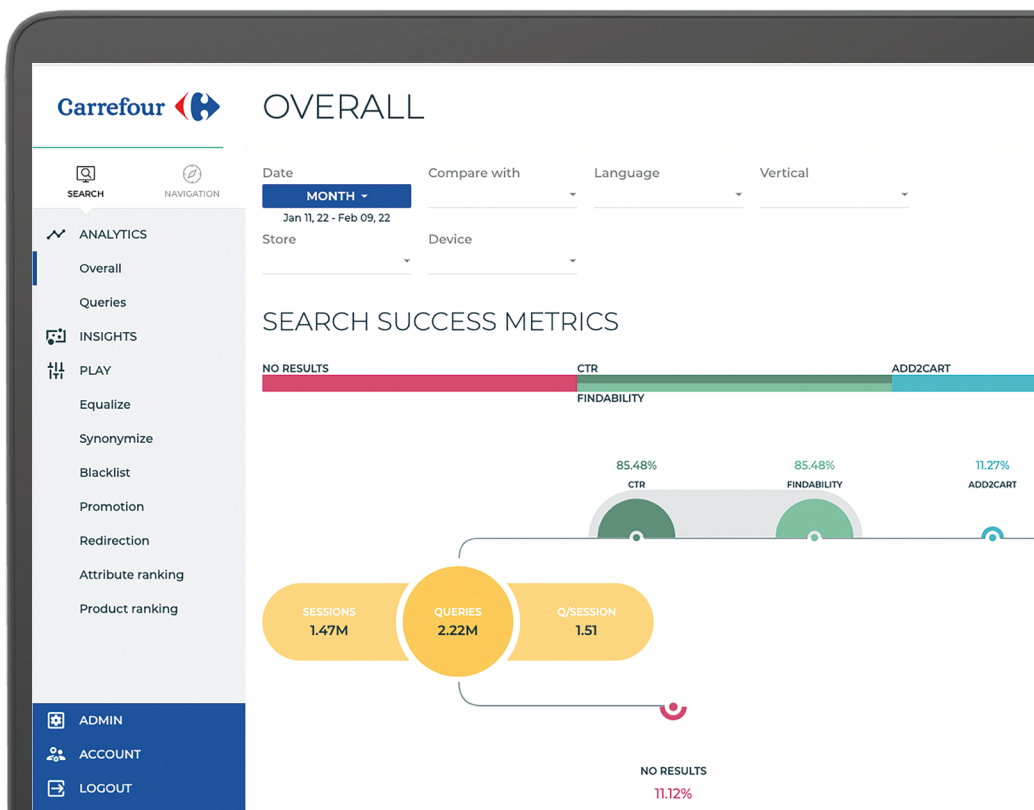 Carrefour
OVERALL
SEARCH
NAVIGATION
ANALYTICS
Overall
Queries
INSIGHTS
PLAY
Equalize
Synonymize
Blacklist
Promotion
Redirection
Attribute ranking
Product ranking
ADMIN
ACCOUNT
LOGOUT
Date
Compare with
Language
Vertical
MONTH
Jan 11, 22 - Feb 09, 22
Store
Device
SEARCH SUCCESS METRICS
NO RESULTS
CTR
ADD2CART
FINDABILITY
85.48%
CTR
85.48%
FINDABILITY
11.27%
ADD2CART
SESSIONS
1.47M
QUERIES
2.22M
Q/SESSION
1.51
NO RESULTS
11.12%